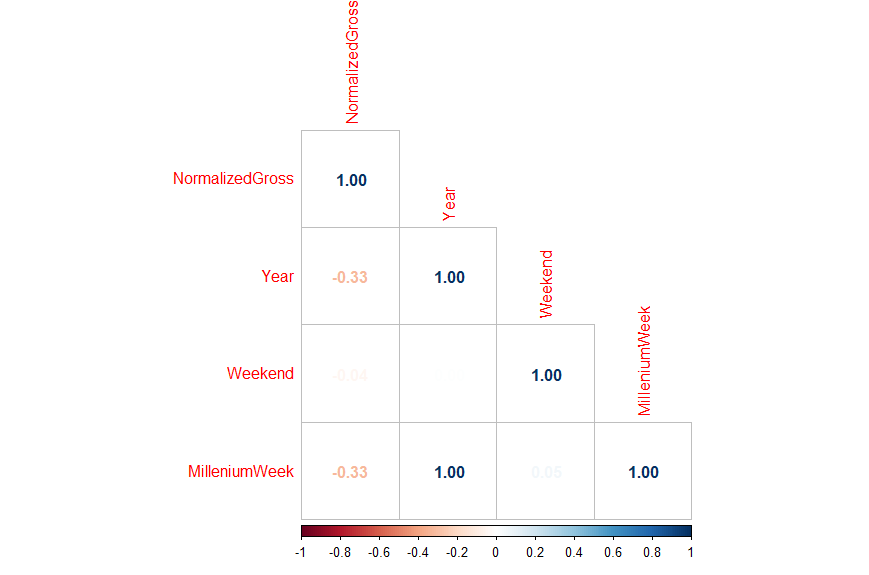 NormalizedGross
Year
Weekend
MilleniumWeek
NormalizedGross 1.00
Year -0.33 1.00
Weekend -0.04 1.00
MilleniumWeek -0.33 1.00 0.05 1.00
-1 -0.8 -0.6 -0.4 -0.2 0 0.2 0.4 0.6 0.8 1